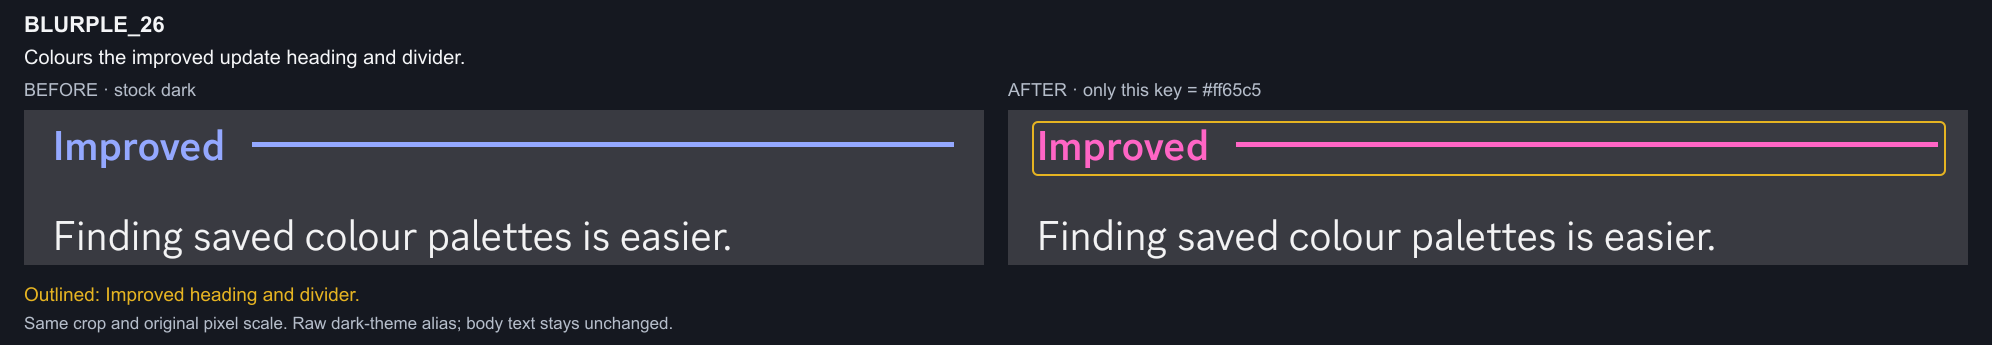 BLURPLE_26
Colours the improved update heading and divider.
BEFORE · stock dark
AFTER · only this key = #ff65c5
Improved
Improved
Finding saved colour palettes is easier.
Finding saved colour palettes is easier.
Outlined: Improved heading and divider.
Same crop and original pixel scale. Raw dark-theme alias; body text stays unchanged.